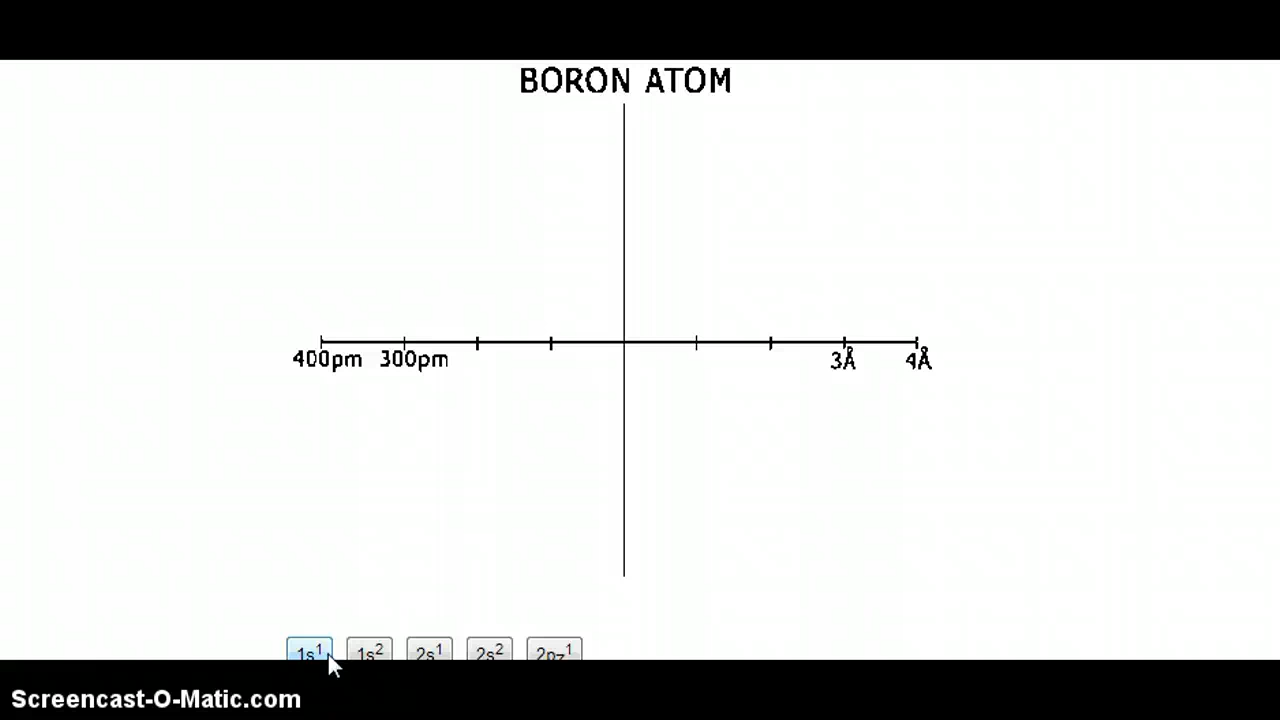 BORON ATOM
400pm 300pm 3Å 4Å
1s¹ 1s² 2s¹ 2s² 2pz¹
Screencast-O-Matic.com